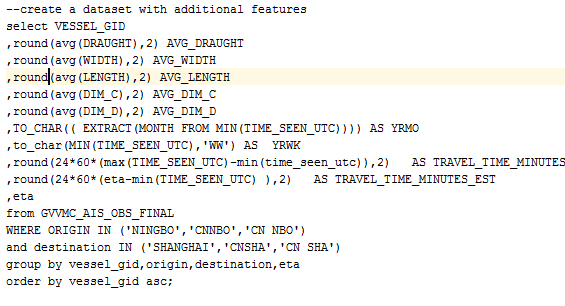 --create a dataset with additional features
select VESSEL_GID
,round(avg(DRAUGHT),2) AVG_DRAUGHT
,round(avg(WIDTH),2) AVG_WIDTH
,round(avg(LENGTH),2) AVG_LENGTH
,round(avg(DIM_C),2) AVG_DIM_C
,round(avg(DIM_D),2) AVG_DIM_D
,TO_CHAR(( EXTRACT(MONTH FROM MIN(TIME_SEEN_UTC)))) AS YRMO
,to_char(MIN(TIME_SEEN_UTC),'WW') AS  YRWK
,round(24*60*(max(TIME_SEEN_UTC)-min(time_seen_utc)),2)   AS TRAVEL_TIME_MINUTES
,round(24*60*(eta-min(TIME_SEEN_UTC) ),2)   AS TRAVEL_TIME_MINUTES_EST
,eta
from GVVMC_AIS_OBS_FINAL
WHERE ORIGIN IN ('NINGBO','CNNBO','CN NBO')
and destination IN ('SHANGHAI','CNSHA','CN SHA')
group by vessel_gid,origin,destination,eta
order by vessel_gid asc;